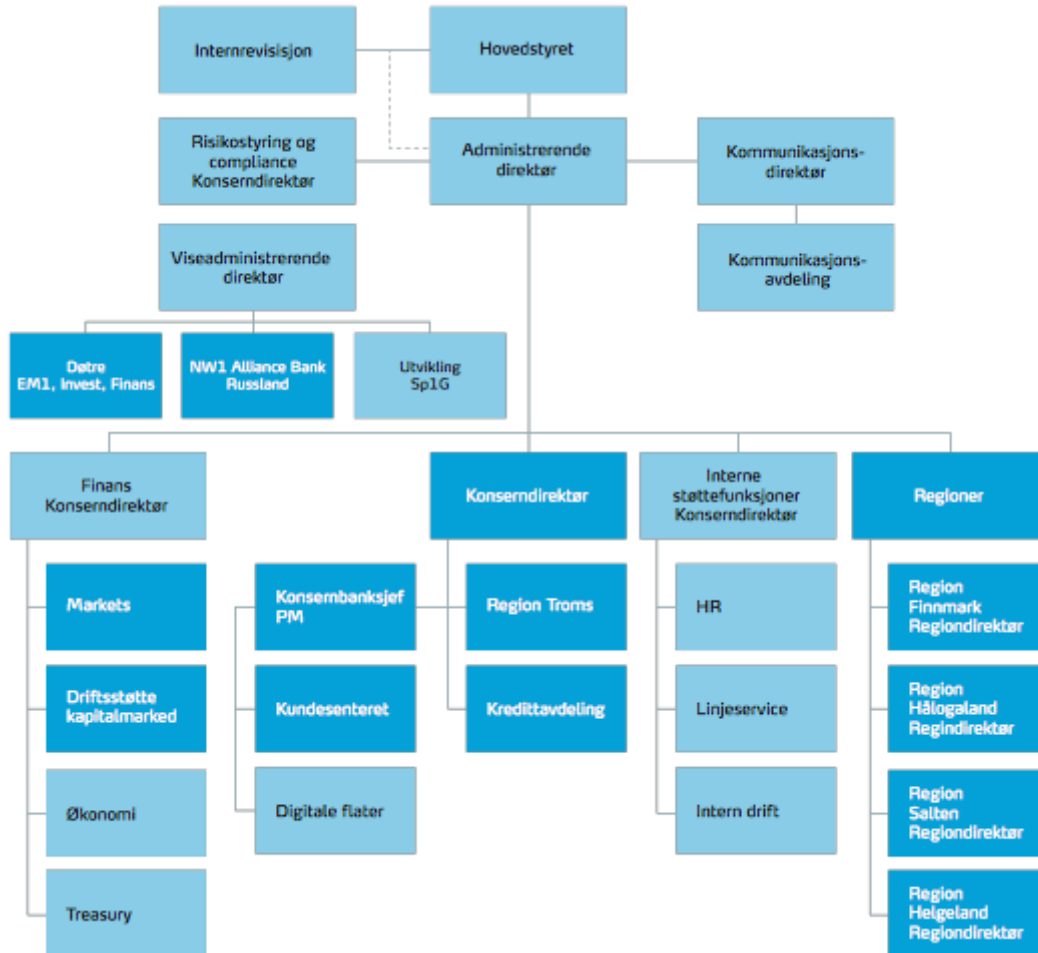 Internrevisisjon
Hovedstyret
Risikostyring og
compliance
Konserndirektør
Administrerende
direktør
Kommunikasjons-
direktør
Viseadministrerende
direktør
Kommunikasjons-
avdeling
Døtre
EM1, Invest, Finans
NW1 Alliance Bank
Russland
Utvikling
Sp1G
Finans
Konserndirektør
Konserndirektør
Interne
støttefunksjoner
Konserndirektør
Regioner
Markets
Konsernbanksjef
PM
Region Troms
HR
Region
Finnmark
Regiondirektør
Driftsstøtte
kapitalmarked
Kundesenteret
Kredittavdeling
Linjeservice
Region
Hålogaland
Regindirektør
Økonomi
Digitale flater
Intern drift
Region
Salten
Regiondirektør
Treasury
Region
Helgeland
Regiondirektør